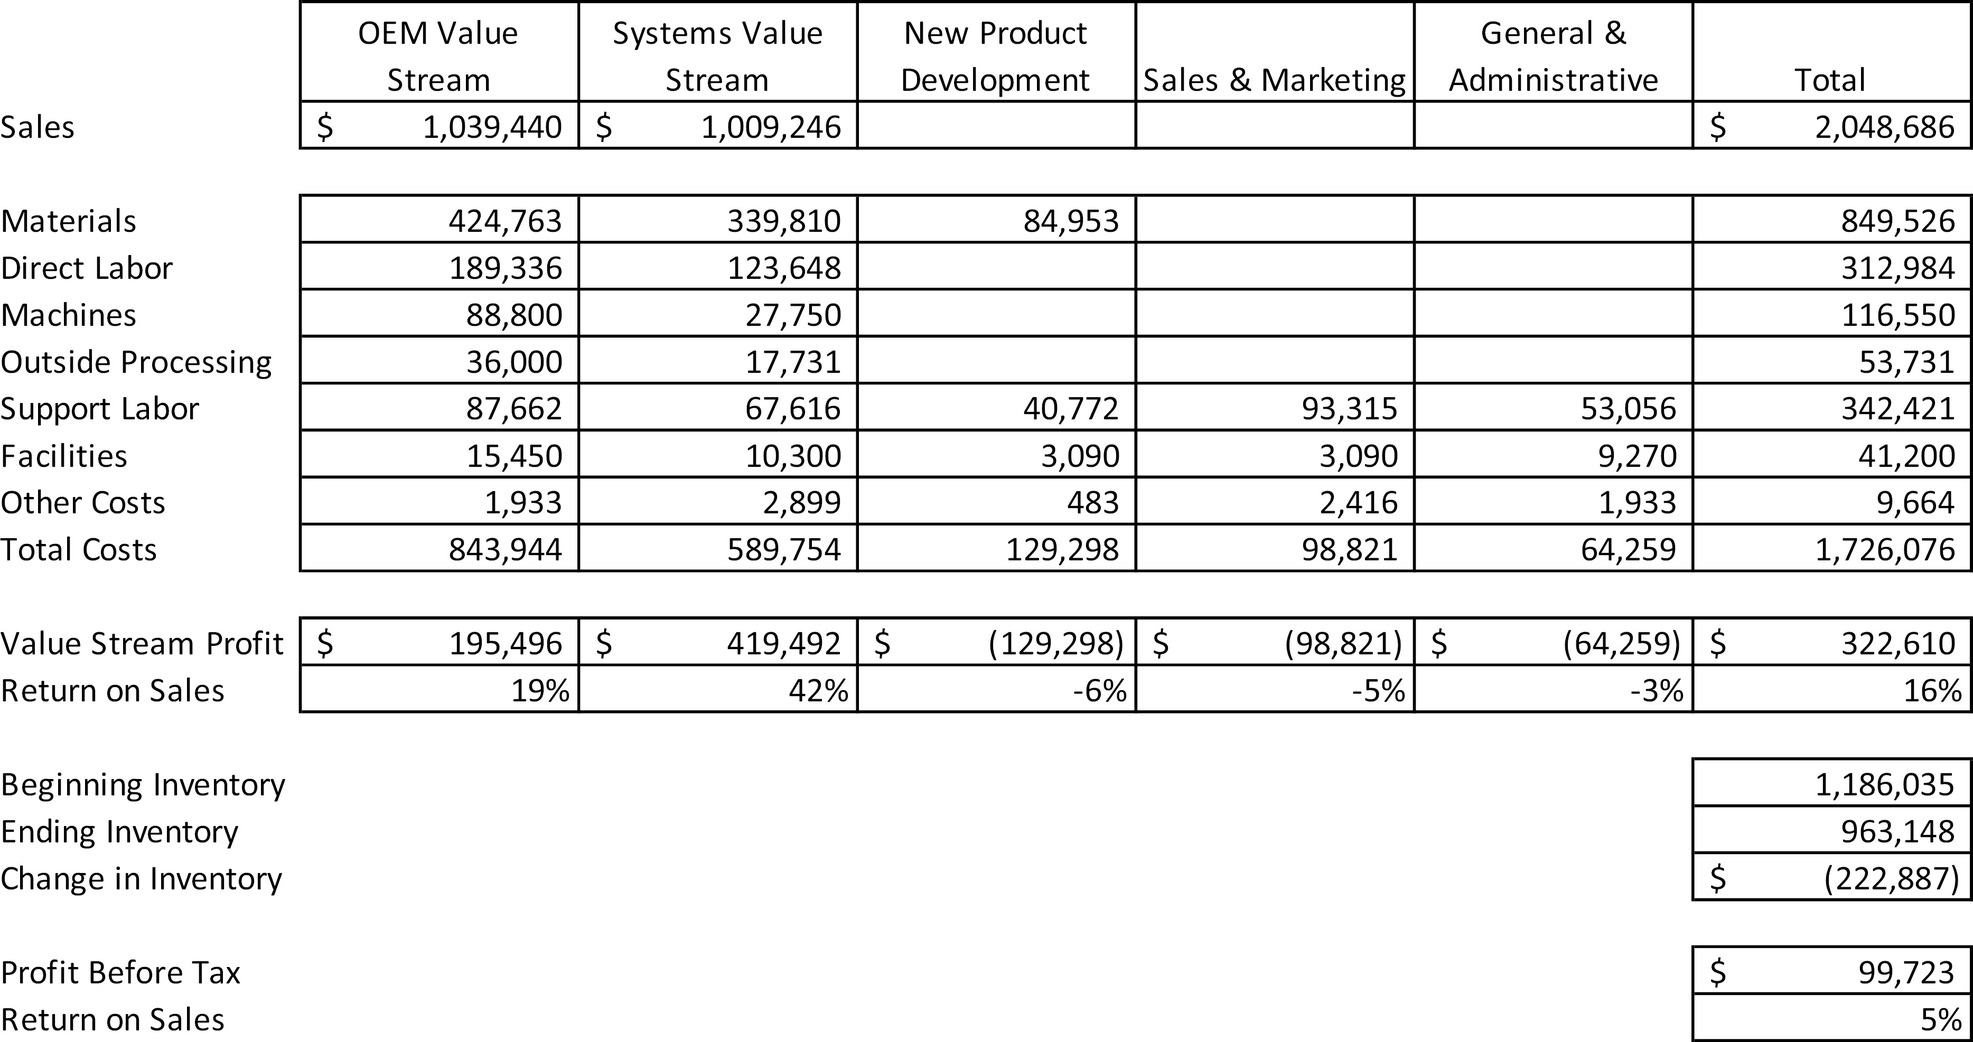 OEM Value Systems Value New Product General &
Stream Stream Development Sales & Marketing Administrative Total
Sales $ 1,039,440 $ 1,009,246 $ 2,048,686
Materials 424,763 339,810 84,953 849,526
Direct Labor 189,336 123,648 312,984
Machines 88,800 27,750 116,550
Outside Processing 36,000 17,731 53,731
Support Labor 87,662 67,616 40,772 93,315 53,056 342,421
Facilities 15,450 10,300 3,090 3,090 9,270 41,200
Other Costs 1,933 2,899 483 2,416 1,933 9,664
Total Costs 843,944 589,754 129,298 98,821 64,259 1,726,076
Value Stream Profit $ 195,496 $ 419,492 $ (129,298) $ (98,821) $ (64,259) $ 322,610
Return on Sales 19% 42% -6% -5% -3% 16%
Beginning Inventory 1,186,035
Ending Inventory 963,148
Change in Inventory $ (222,887)
Profit Before Tax $ 99,723
Return on Sales 5%